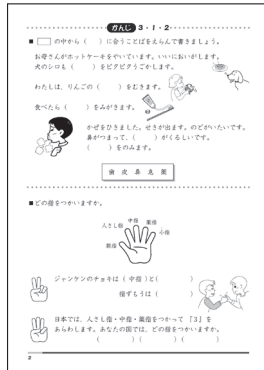 かんじ 3・1・2
■ □ の中から（　）に合うことばをえらんで書きましょう。
お母さんがホットケーキをやいています。いいにおいがします。
犬のシロも（　）をピクピクうごかします。
わたしは、りんごの（　）をむきます。
食べたら（　）をみがきます。
かぜをひきました。せきが出ます。のどがいたいです。
鼻がつまって、（　）がくるしいです。
（　）をのみます。
歯 皮 鼻 息 薬
■どの指をつかいますか。
中指 薬指
人さし指
小指
親指
ジャンケンのチョキは（ 中指 ）と（　）
指ずもうは（　）
日本では、人さし指・中指・薬指をつかって「3」を
あらわします。あなたの国では、どの指をつかいますか。
（　）（　）（　）
2